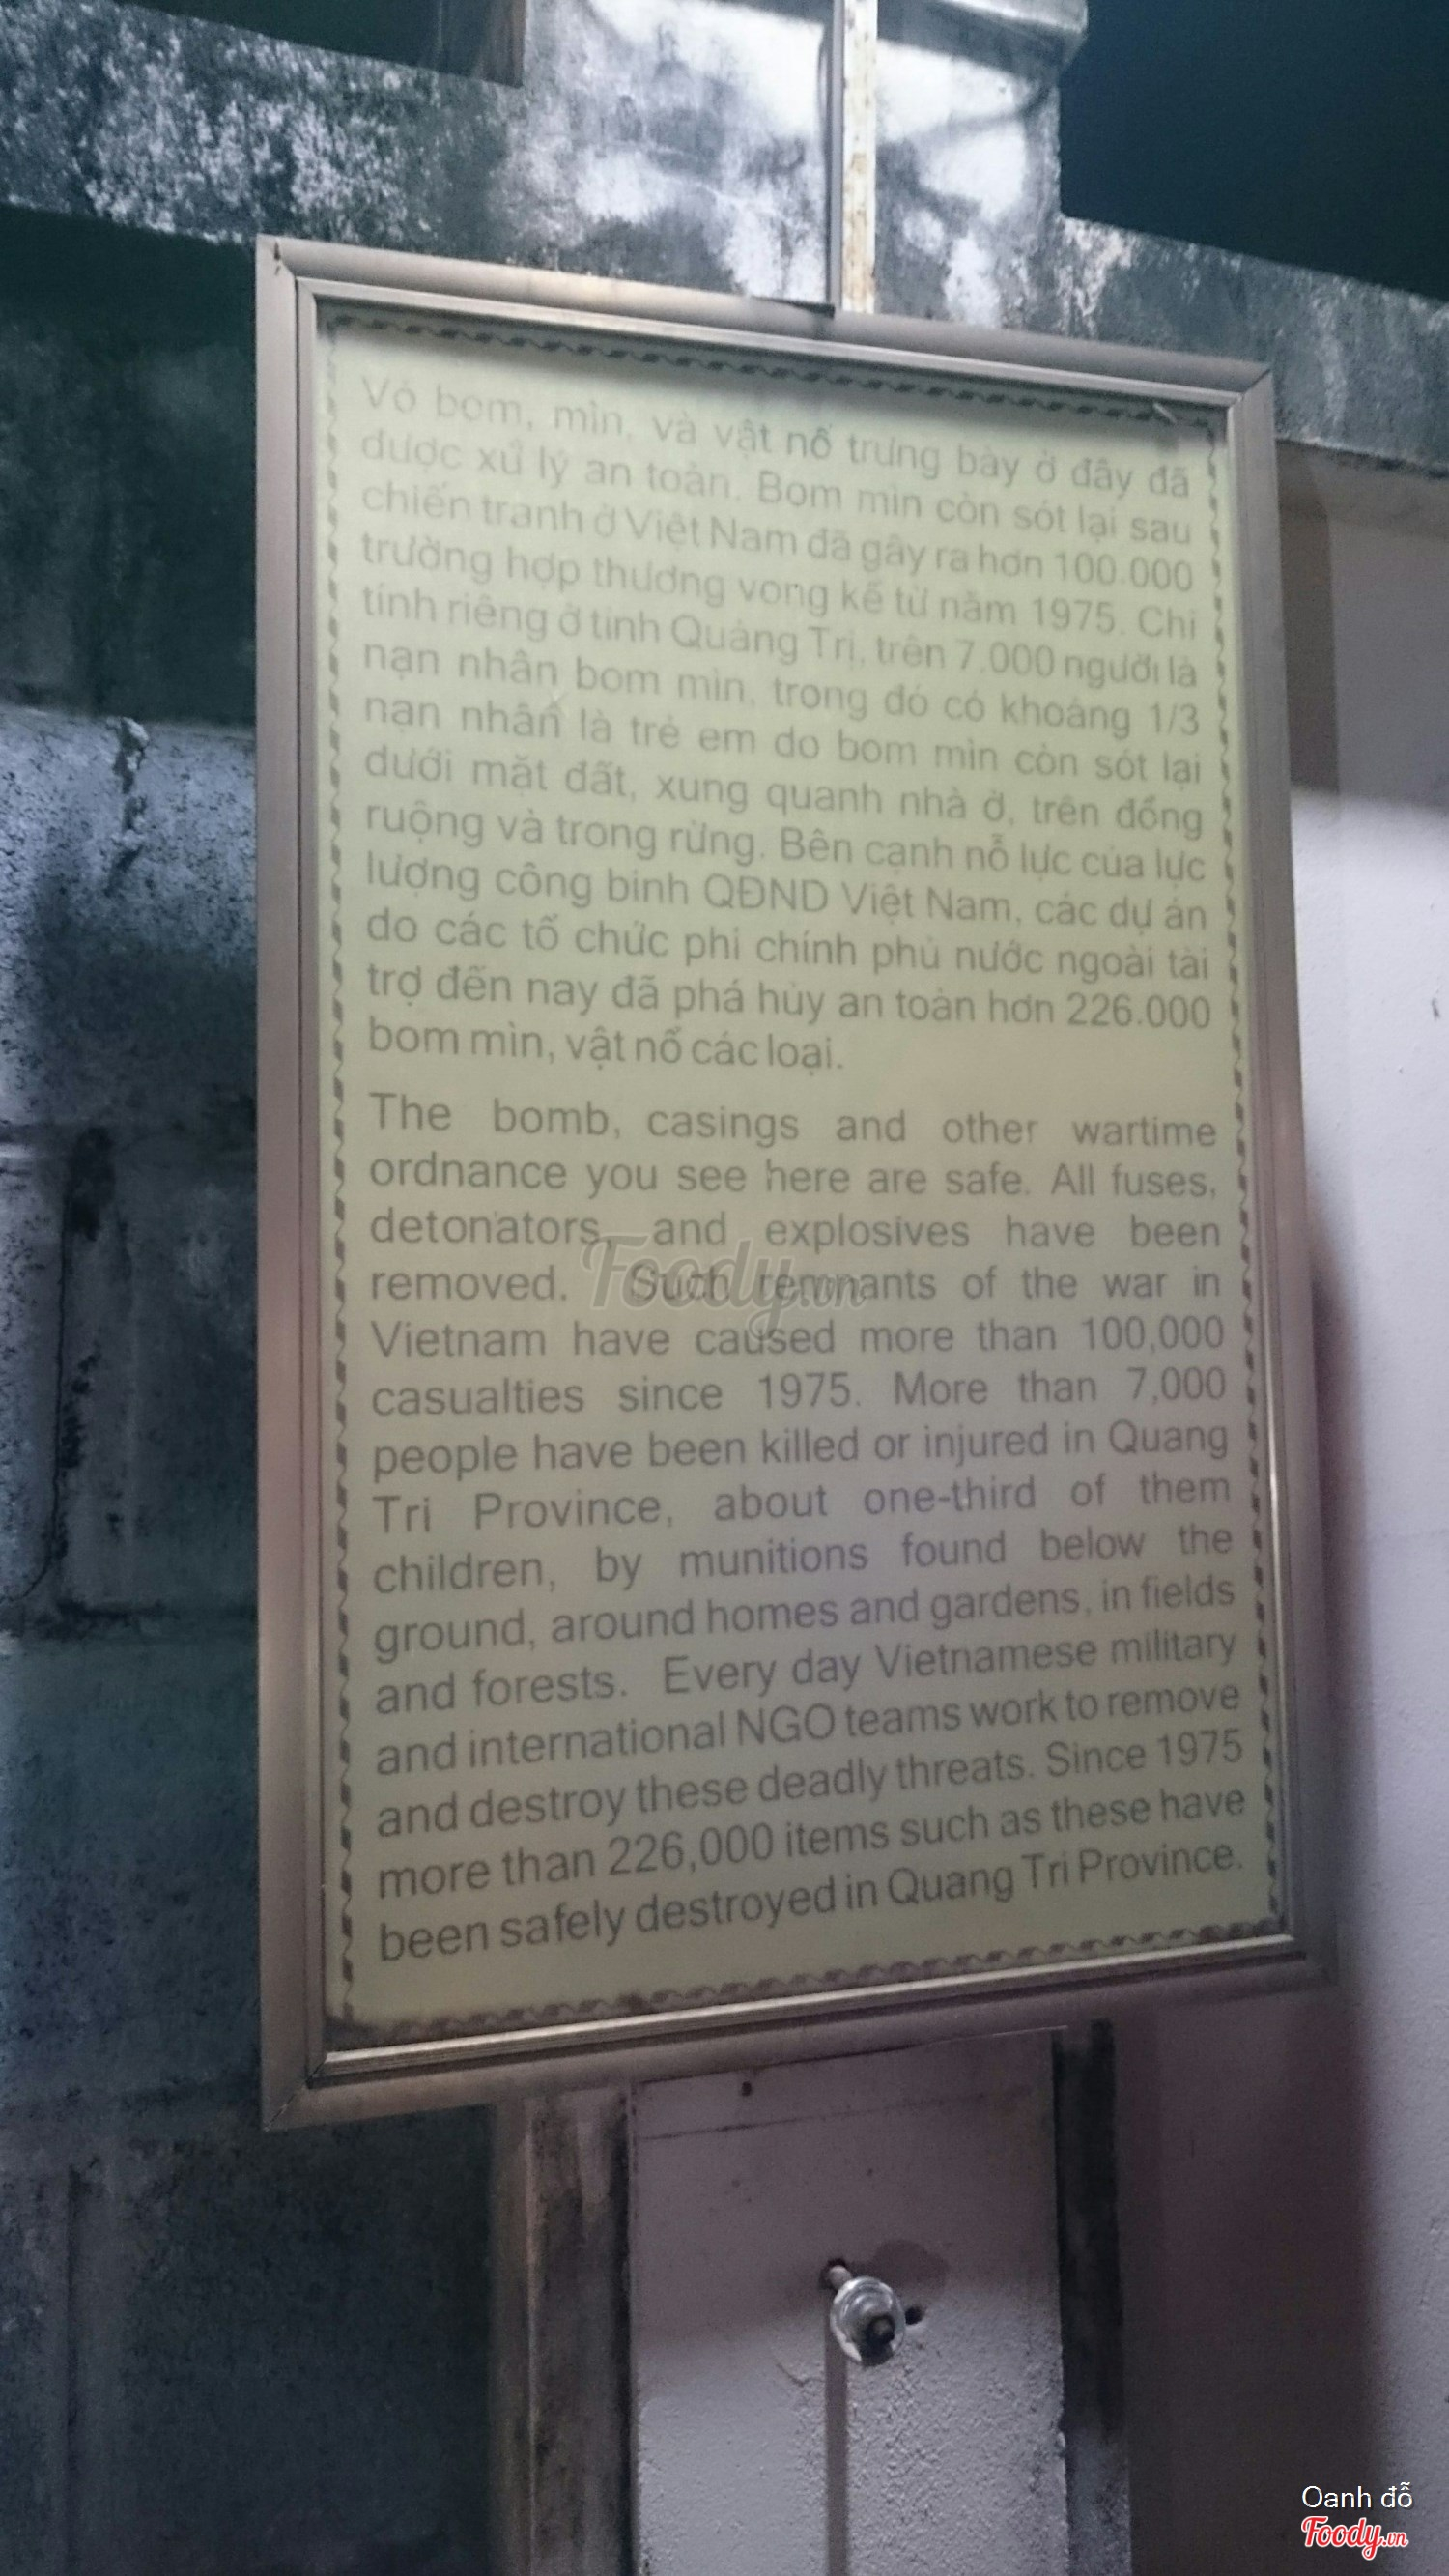 Vỏ bom, mìn, và vật nổ trưng bày ở đây đã
được xử lý an toàn. Bom mìn còn sót lại sau
chiến tranh ở Việt Nam đã gây ra hơn 100.000
trường hợp thương vong kể từ năm 1975. Chỉ
tính riêng ở tỉnh Quảng Trị, trên 7.000 người là
nạn nhân bom mìn, trong đó có khoảng 1/3
nạn nhân là trẻ em do bom mìn còn sót lại
dưới mặt đất, xung quanh nhà ở, trên đồng
ruộng và trong rừng. Bên cạnh nỗ lực của lực
lượng công binh QĐND Việt Nam, các dự án
do các tổ chức phi chính phủ nước ngoài tài
trợ đến nay đã phá hủy an toàn hơn 226.000
bom mìn, vật nổ các loại.
The bomb, casings and other wartime
ordnance you see here are safe. All fuses,
detonators, and explosives have been
removed. Such remnants of the war in
Vietnam have caused more than 100,000
casualties since 1975. More than 7,000
people have been killed or injured in Quang
Tri Province, about one-third of them
children, by munitions found below the
ground, around homes and gardens, in fields
and forests. Every day Vietnamese military
and international NGO teams work to remove
and destroy these deadly threats. Since 1975
more than 226,000 items such as these have
been safely destroyed in Quang Tri Province.
Foody.vn
Oanh đỗ
Foody.vn